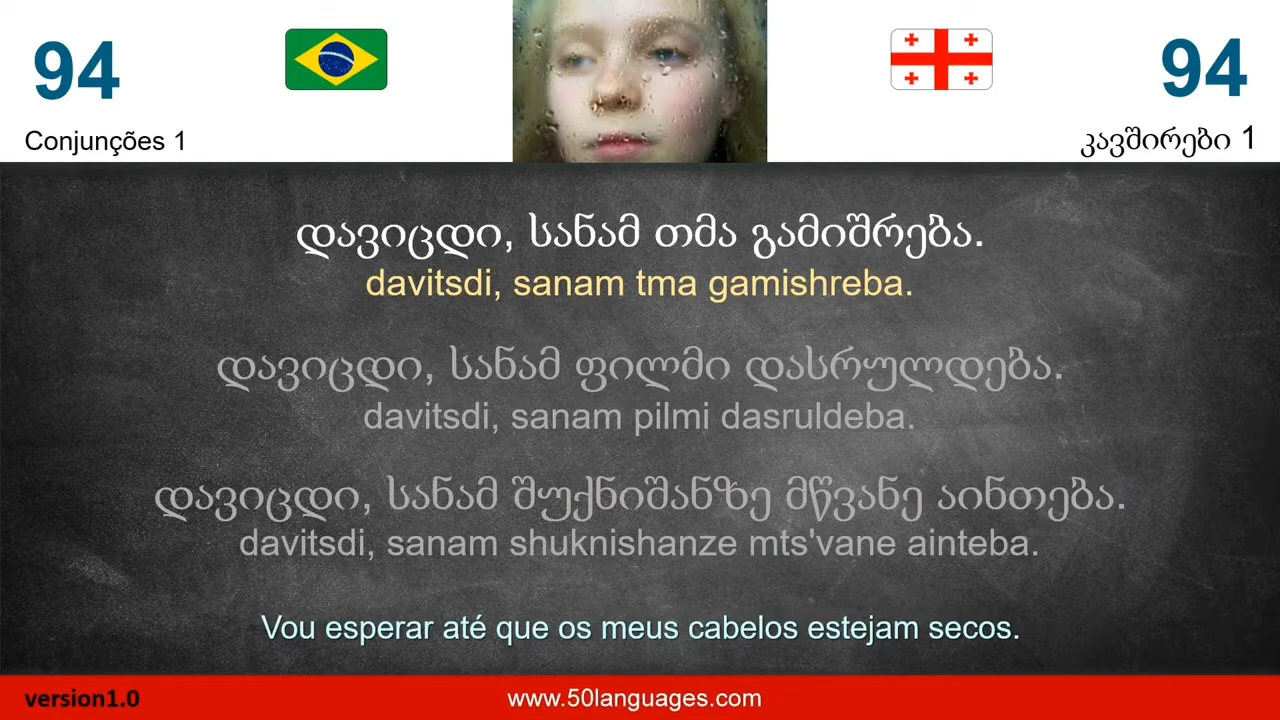 94
94
Conjunções 1
კავშირები 1
დავიცდი, სანამ თმა გამიშრება.
davitsdi, sanam tma gamishreba.
დავიცდი, სანამ ფილმი დასრულდება.
davitsdi, sanam pilmi dasruldeba.
დავიცდი, სანამ შუქნიშანზე მწვანე აინთება.
davitsdi, sanam shuknishanze mts'vane ainteba.
Vou esperar até que os meus cabelos estejam secos.
version1.0
www.50languages.com